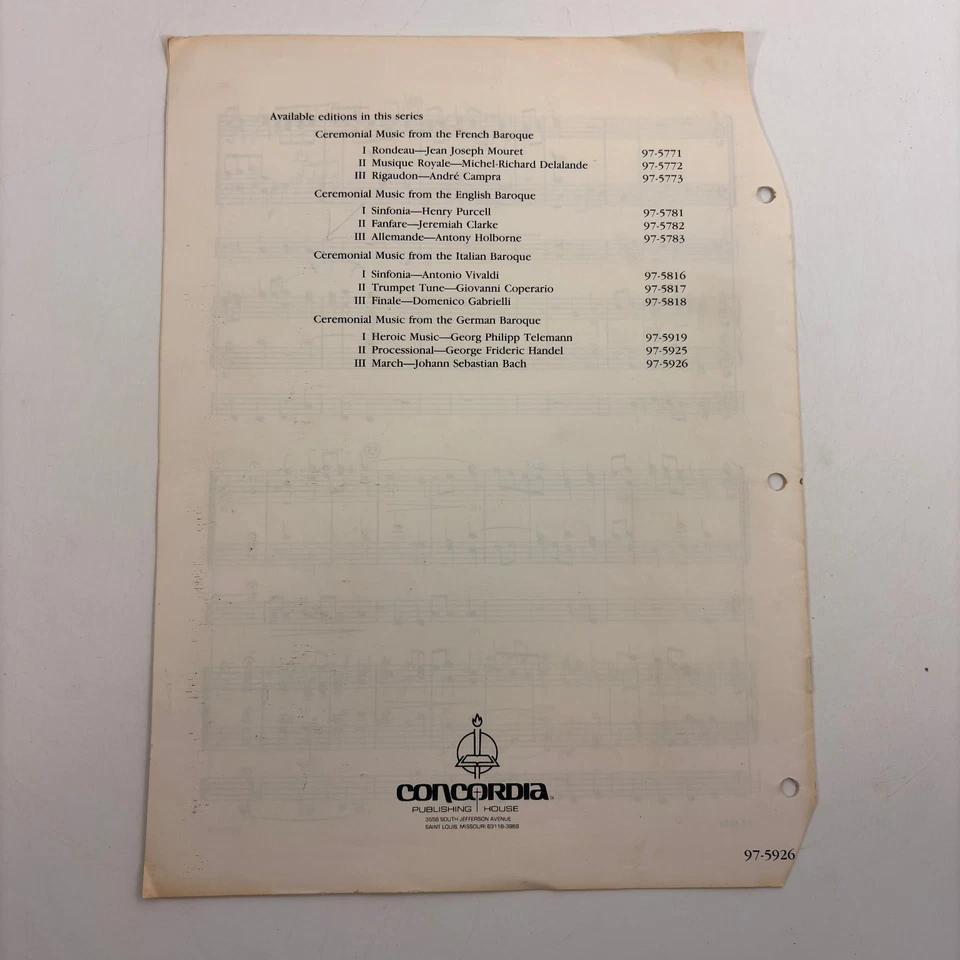 Available editions in this series
Ceremonial Music from the French Baroque
I Rondeau—Jean Joseph Mouret 97-5771
II Musique Royale—Michel-Richard Delalande 97-5772
III Rigaudon—André Campra 97-5773
Ceremonial Music from the English Baroque
I Sinfonia—Henry Purcell 97-5781
II Fanfare—Jeremiah Clarke 97-5782
III Allemande—Antony Holborne 97-5783
Ceremonial Music from the Italian Baroque
I Sinfonia—Antonio Vivaldi 97-5816
II Trumpet Tune—Giovanni Coperario 97-5817
III Finale—Domenico Gabrielli 97-5818
Ceremonial Music from the German Baroque
I Heroic Music—Georg Philipp Telemann 97-5919
II Processional—George Frideric Handel 97-5925
III March—Johann Sebastian Bach 97-5926
CONCORDIA
PUBLISHING HOUSE
3558 SOUTH JEFFERSON AVENUE
SAINT LOUIS, MISSOURI 63118-3968
97-5926